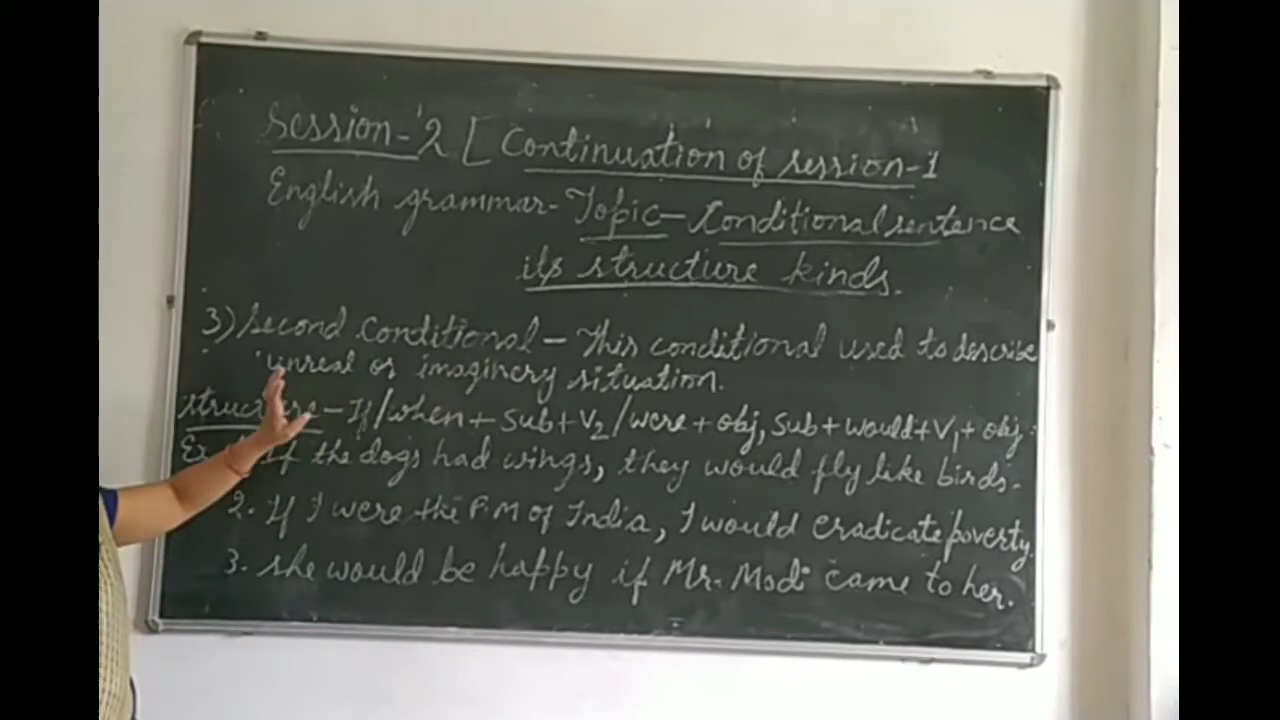 Session-2 [ Continuation of session-1
English grammar- Topic- Conditional sentence
its structure kinds.
3) Second Conditional - This conditional used to describe
unreal or imaginery situation.
structure - If/when + sub + V2/were + obj, sub + would + V1 + obj.
Ex If the dogs had wings, they would fly like birds.
2. If I were the P.M of India, I would eradicate poverty.
3. she would be happy if Mr. Modi came to her.